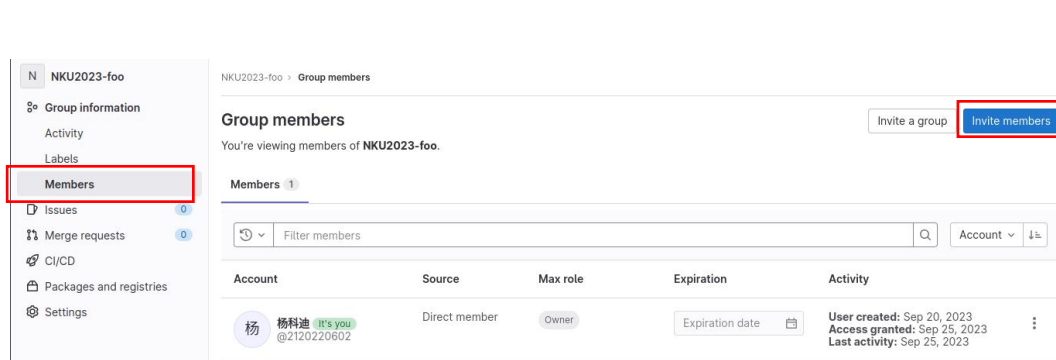 N NKU2023-foo
Group information
Activity
Labels
Members
Issues 0
Merge requests 0
CI/CD
Packages and registries
Settings
NKU2023-foo › Group members
Group members
Invite a group
Invite members
You're viewing members of NKU2023-foo.
Members 1
Filter members
Account
Account Source Max role Expiration Activity
杨 杨科迪 It's you
@2120220602
Direct member
Owner
Expiration date
User created: Sep 20, 2023
Access granted: Sep 25, 2023
Last activity: Sep 25, 2023